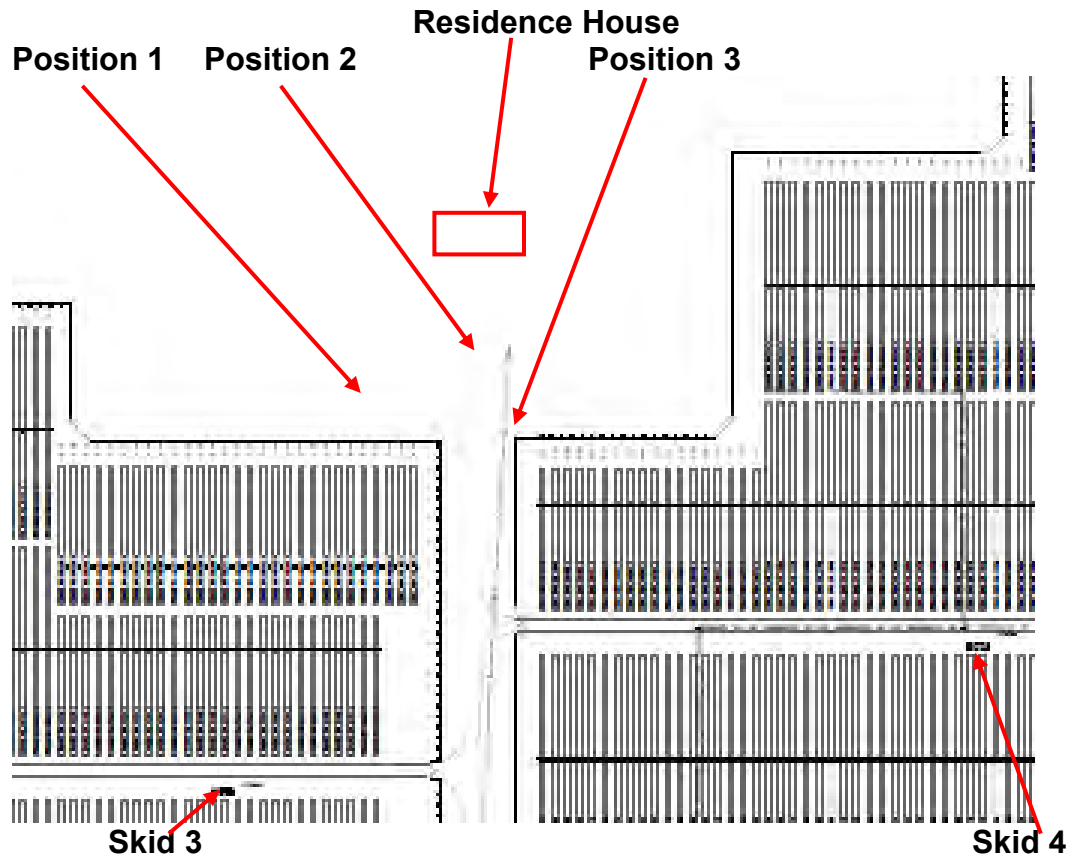 Residence House
Position 1
Position 2
Position 3
Skid 3
Skid 4